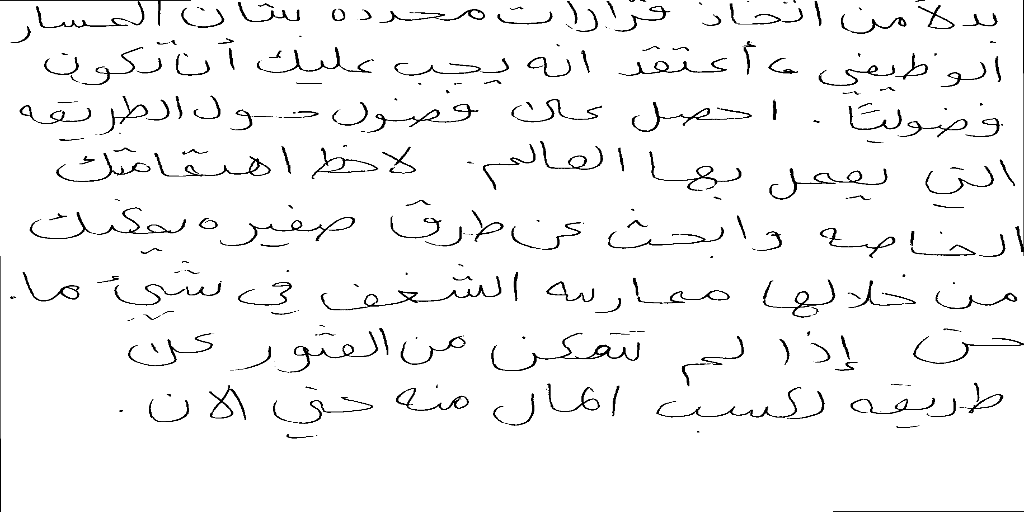 بدلا من اتخاذ قرارات محدده بشان المسار
الوظيفي ، أعتقد انه يجب عليك أن تكون
فضوليًا . احصل على فضول حول الطريقه
التي يعمل بها العالم . لاحظ اهتماماتك
الخاصه وابحث عن طرق صغيره يمكنك
من خلالها ممارسه الشغف في شيئ ما .
حتى إذا لم تتمكن من العثور على
طريقه لكسب المال منه حتي الان .